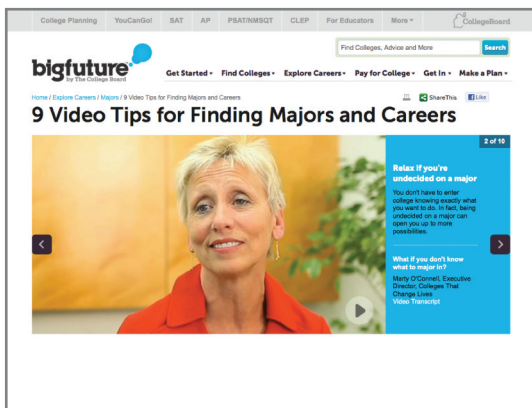 College Planning YouCanGo! SAT AP PSAT/NMSQT CLEP For Educators More CollegeBoard
Find Colleges, Advice and More Search
bigfuture
by The College Board
Get Started Find Colleges Explore Careers Pay for College Get In Make a Plan
Home / Explore Careers / Majors / 9 Video Tips for Finding Majors and Careers
ShareThis Like
9 Video Tips for Finding Majors and Careers
2 of 10
Relax if you're
undecided on a major
You don't have to enter
college knowing exactly what
you want to do, in fact, being
undecided on a major can
open you up to more
possibilities.
What if you don't know
what to major in?
Marty O'Connell, Executive
Director, Colleges That
Change Lives
Video Transcript